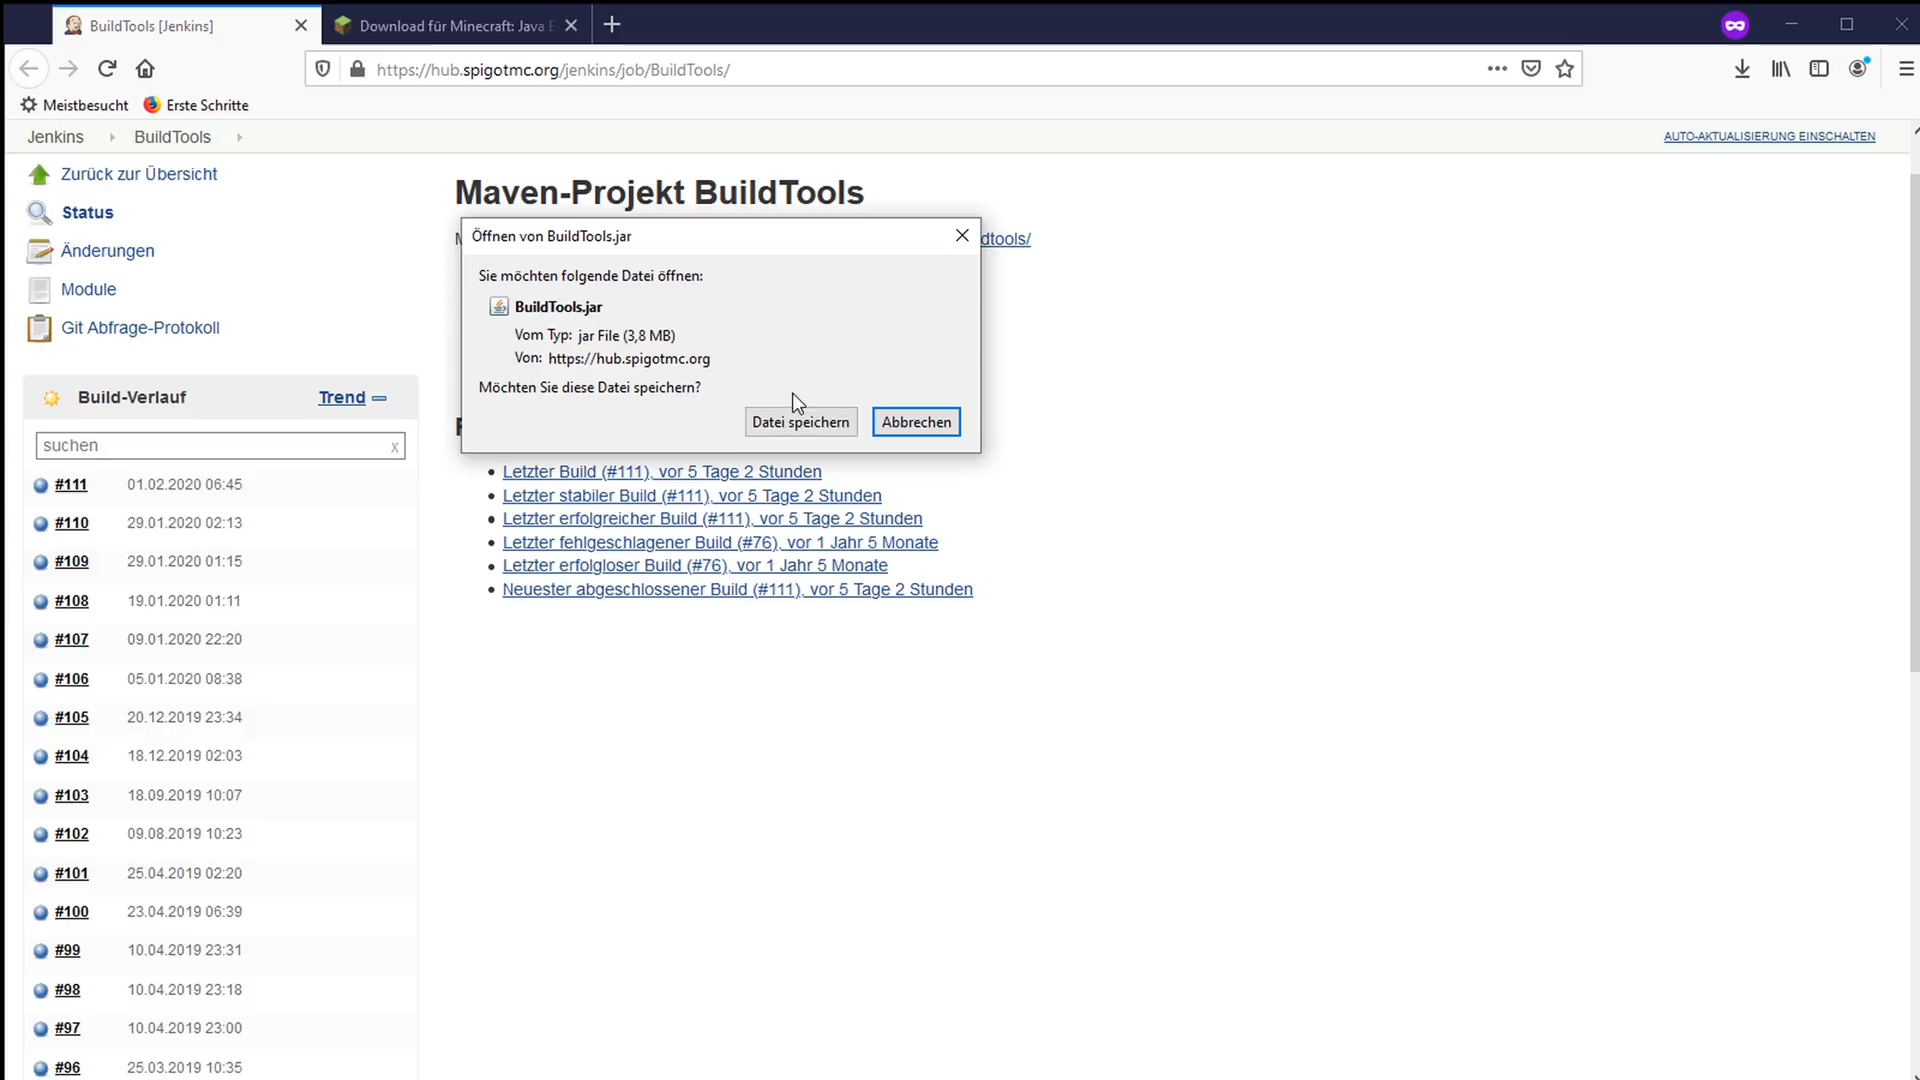 BuildTools [Jenkins]
Download für Minecraft: Java E
https://hub.spigotmc.org/jenkins/job/BuildTools/
Meistbesucht
Erste Schritte
Jenkins
BuildTools
AUTO-AKTUALISIERUNG EINSCHALTEN
Zurück zur Übersicht
Status
Änderungen
Module
Git Abfrage-Protokoll
Build-Verlauf
Trend
suchen
x
#111 01.02.2020 06:45
#110 29.01.2020 02:13
#109 29.01.2020 01:15
#108 19.01.2020 01:11
#107 09.01.2020 22:20
#106 05.01.2020 08:38
#105 20.12.2019 23:34
#104 18.12.2019 02:03
#103 18.09.2019 10:07
#102 09.08.2019 10:23
#101 25.04.2019 02:20
#100 23.04.2019 06:39
#99 10.04.2019 23:31
#98 10.04.2019 23:18
#97 10.04.2019 23:00
#96 25.03.2019 10:35
Maven-Projekt BuildTools
dtools/
Öffnen von BuildTools.jar
Sie möchten folgende Datei öffnen:
BuildTools.jar
Vom Typ: jar File (3,8 MB)
Von: https://hub.spigotmc.org
Möchten Sie diese Datei speichern?
Datei speichern
Abbrechen
Letzter Build (#111), vor 5 Tage 2 Stunden
Letzter stabiler Build (#111), vor 5 Tage 2 Stunden
Letzter erfolgreicher Build (#111), vor 5 Tage 2 Stunden
Letzter fehlgeschlagener Build (#76), vor 1 Jahr 5 Monate
Letzter erfolgloser Build (#76), vor 1 Jahr 5 Monate
Neuester abgeschlossener Build (#111), vor 5 Tage 2 Stunden